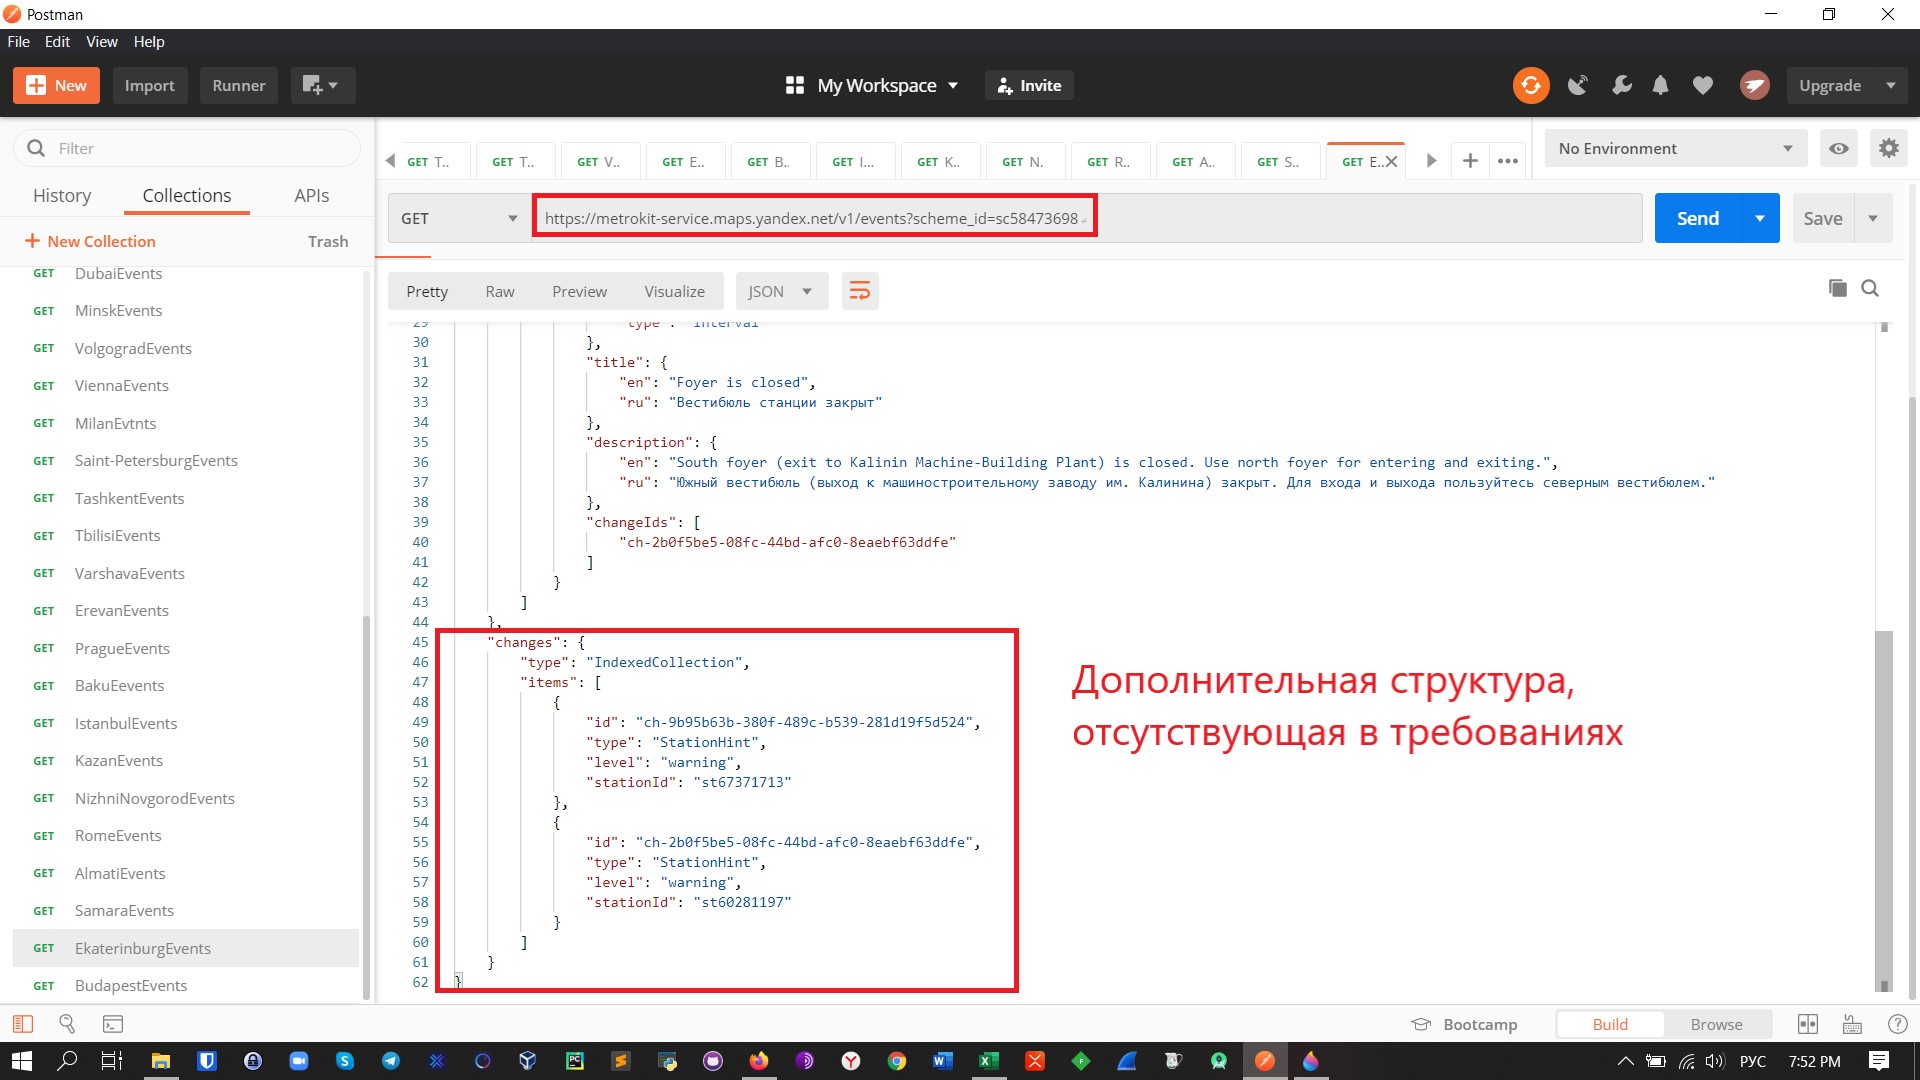 Postman
File Edit View Help
New Import Runner My Workspace Invite Upgrade
Filter
History Collections APIs
New Collection Trash
GET DubaiEvents
GET MinskEvents
GET VolgogradEvents
GET ViennaEvents
GET MilanEvtnts
GET Saint-PetersburgEvents
GET TashkentEvents
GET TbilisiEvents
GET VarshavaEvents
GET ErevanEvents
GET PragueEvents
GET BakuEevents
GET IstanbulEvents
GET KazanEvents
GET NizhniNovgorodEvents
GET RomeEvents
GET AlmatiEvents
GET SamaraEvents
GET EkaterinburgEvents
GET BudapestEvents
GET T.. GET T.. GET V.. GET E.. GET B.. GET I... GET K.. GET N. GET R.. GET A.. GET S.. GET E..
No Environment
GET https://metrokit-service.maps.yandex.net/v1/events?scheme_id=sc58473698 Send Save
Pretty Raw Preview Visualize JSON
29 "type": "Interval"
30 },
31 "title": {
32 "en": "Foyer is closed",
33 "ru": "Вестибюль станции закрыт"
34 },
35 "description": {
36 "en": "South foyer (exit to Kalinin Machine-Building Plant) is closed. Use north foyer for entering and exiting.",
37 "ru": "Южный вестибюль (выход к машиностроительному заводу им. Калинина) закрыт. Для входа и выхода пользуйтесь северным вестибюлем."
38 },
39 "changeIds": [
40 "ch-2b0f5be5-08fc-44bd-afc0-8eaebf63ddfe"
41 ]
42 }
43 ]
44 },
45 "changes": {
46 "type": "IndexedCollection",
47 "items": [
48 {
49 "id": "ch-9b95b63b-380f-489c-b539-281d19f5d524",
50 "type": "StationHint",
51 "level": "warning",
52 "stationId": "st67371713"
53 },
54 {
55 "id": "ch-2b0f5be5-08fc-44bd-afc0-8eaebf63ddfe",
56 "type": "StationHint",
57 "level": "warning",
58 "stationId": "st60281197"
59 }
60 ]
61 }
62 }
Дополнительная структура,
отсутствующая в требованиях
Bootcamp Build Browse
РУС 7:52 PM